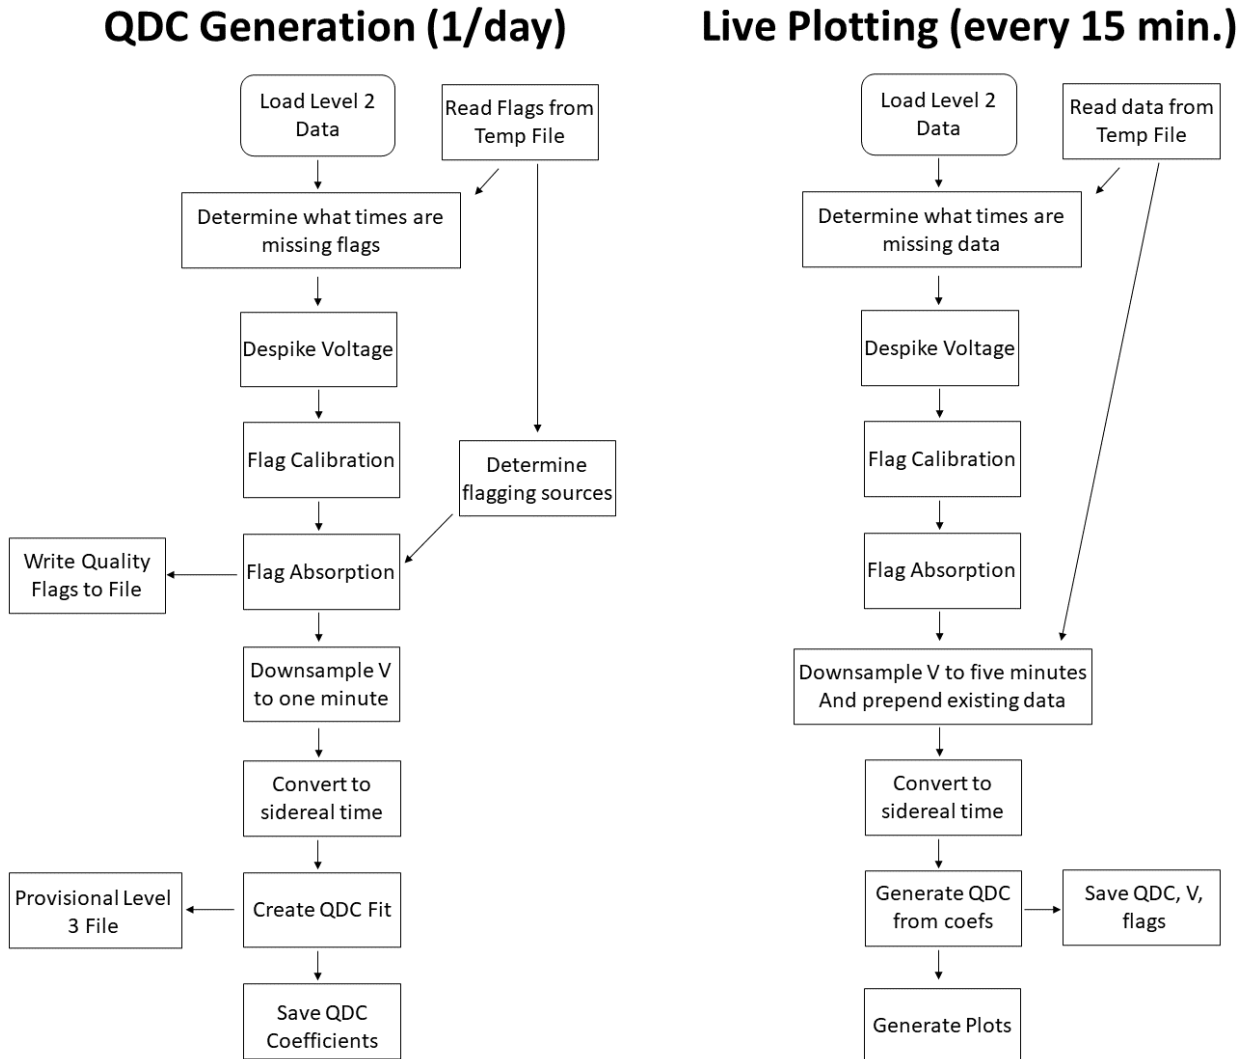 QDC Generation (1/day)
Load Level 2
Data
Read Flags from
Temp File
Determine what times are
missing flags
Despike Voltage
Flag Calibration
Determine
flagging sources
Write Quality
Flags to File
Flag Absorption
Downsample V
to one minute
Convert to
sidereal time
Provisional Level
3 File
Create QDC Fit
Save QDC
Coefficients
Live Plotting (every 15 min.)
Load Level 2
Data
Read data from
Temp File
Determine what times are
missing data
Despike Voltage
Flag Calibration
Flag Absorption
Downsample V to five minutes
And prepend existing data
Convert to
sidereal time
Generate QDC
from coefs
Save QDC, V,
flags
Generate Plots